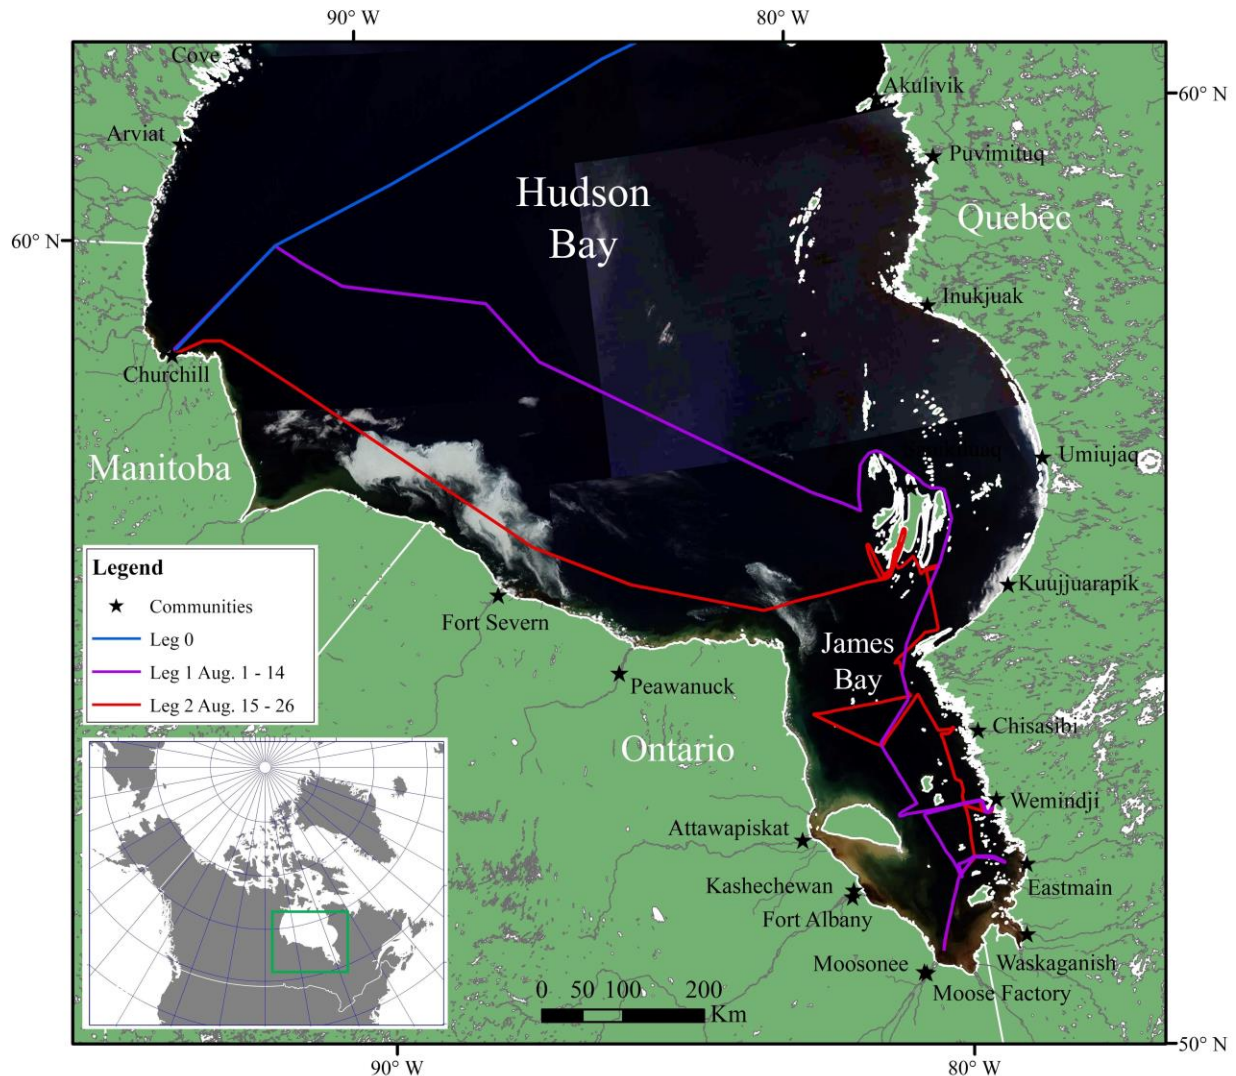 90° W
80° W
Cove
Akulivik
60° N
Arviat
Puvimituq
Hudson
Bay
Quebec
60° N
Inukjuak
Churchill
Manitoba
Umiujaq
Legend
Communities
Leg 0
Leg 1 Aug. 1 - 14
Leg 2 Aug. 15 - 26
Kuujjuarapik
Fort Severn
James
Bay
Peawanuck
Ontario
Chisasibi
Wemindji
Attawapiskat
Kashechewan
Eastmain
Fort Albany
Moosonee
Waskaganish
Moose Factory
0 50 100 200
Km
50° N
90° W
80° W